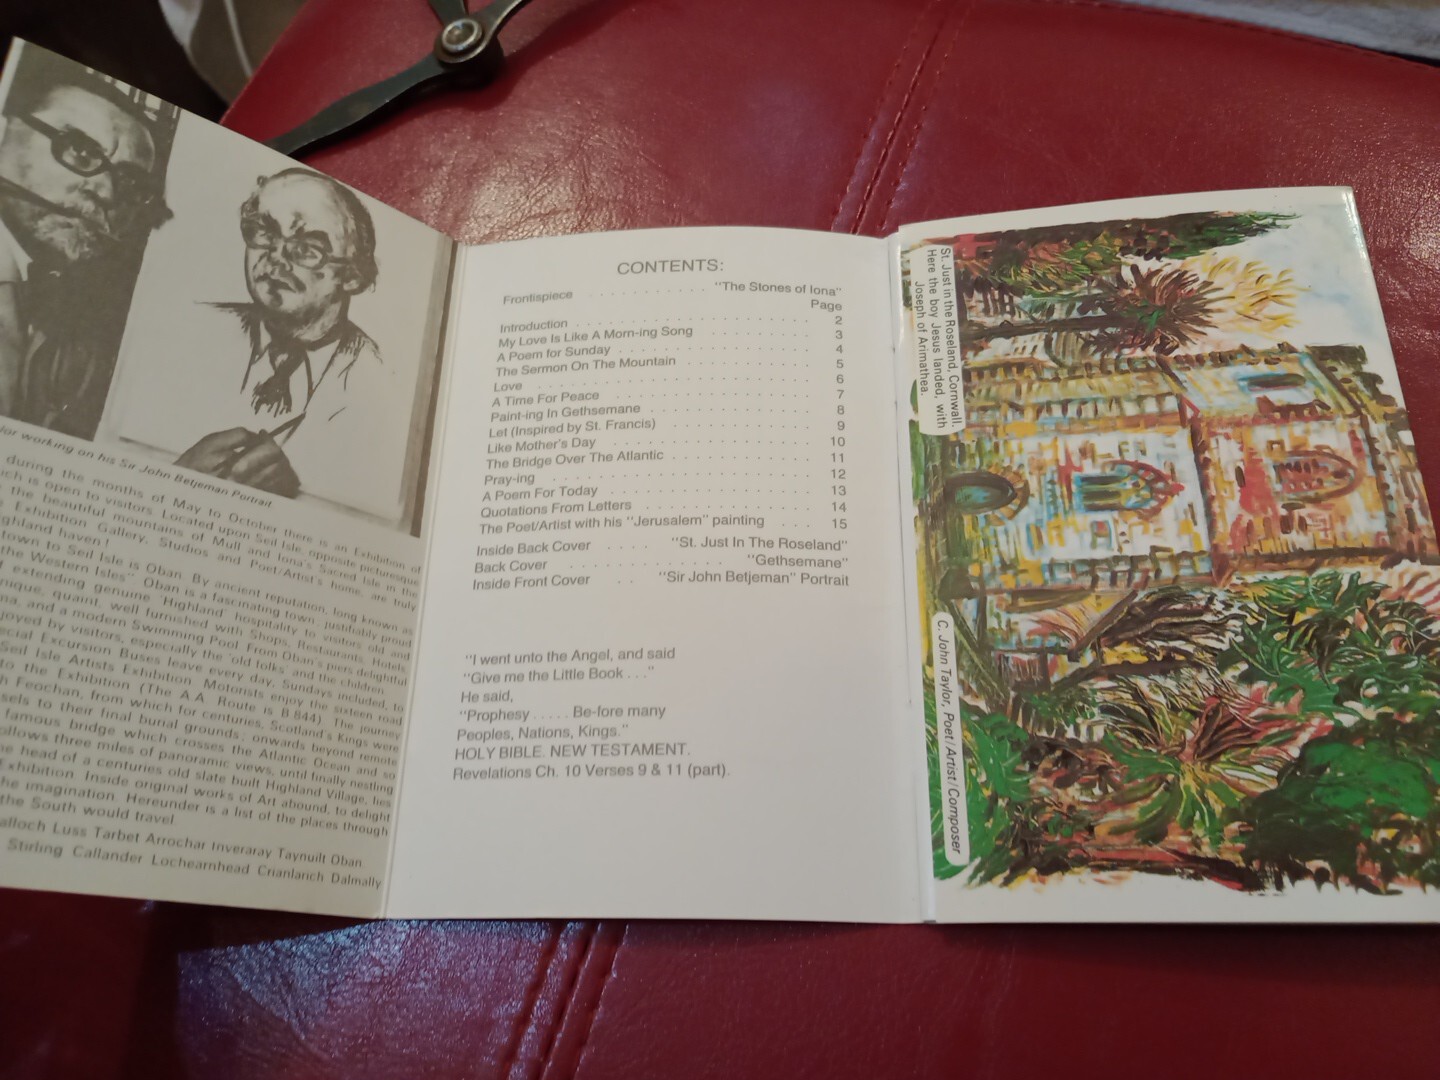 lor working on his Sir John Betjeman Portrait
during the months of May to October there is an Exhibition of
ich is open to visitors Located upon Seil Isle, opposite picturesque
the beautiful mountains of Mull and Iona's Sacred Isle in the
Exhibition Gallery, Studios and Poet/Artist's home, are truly
ighland haven!
town to Seil Isle is Oban. By ancient reputation, long known as
the Western Isles" Oban is a fascinating town, justifiably proud
extending genuine 'Highland' hospitality to visitors old and
nique, quaint, well furnished with Shops, Restaurants, Hotels,
ma, and a modern Swimming Pool From Oban's piers delightful
joyed by visitors, especially the 'old folks' and the children.
ecial Excursion Buses leave every day, Sundays included, to
Seil Isle Artists Exhibition Motorists enjoy the sixteen road
to the Exhibition (The A.A. Route is B 844). The journey
h Feochan, from which for centuries, Scotland's Kings were
sels to their final burial grounds; onwards beyond remote
famous bridge which crosses the Atlantic Ocean and so
ollows three miles of panoramic views, until finally nestling
he head of a centuries old slate built Highland Village, lies
Exhibition. Inside original works of Art abound, to delight
he imagination. Hereunder is a list of the places through
the South would travel
alloch Luss Tarbet Arrochar Inveraray Taynuilt Oban.
Stirling Callander Lochearnhead Crianlarich Dalmally
CONTENTS:
Frontispiece . . . . . . . . . . . "The Stones of Iona"
Page
Introduction . . . . . . . . . . . . . . . . . . . . 2
My Love Is Like A Morn-ing Song . . . . . . . . 3
A Poem for Sunday . . . . . . . . . . . . . . . . 4
The Sermon On The Mountain . . . . . . . . . . 5
Love . . . . . . . . . . . . . . . . . . . . . . . . 6
A Time For Peace . . . . . . . . . . . . . . . . . 7
Paint-ing In Gethsemane . . . . . . . . . . . . . 8
Let (Inspired by St. Francis) . . . . . . . . . . . 9
Like Mother's Day . . . . . . . . . . . . . . . . 10
The Bridge Over The Atlantic . . . . . . . . . . . 11
Pray-ing . . . . . . . . . . . . . . . . . . . . . 12
A Poem For Today . . . . . . . . . . . . . . . . 13
Quotations From Letters . . . . . . . . . . . . . 14
The Poet/Artist with his "Jerusalem" painting . . . 15
Inside Back Cover . . . . "St. Just In The Roseland"
Back Cover . . . . . . . . . . . . . "Gethsemane"
Inside Front Cover . . "Sir John Betjeman" Portrait
"I went unto the Angel, and said
"Give me the Little Book . . ."
He said,
"Prophesy . . . . . Be-fore many
Peoples, Nations, Kings."
HOLY BIBLE. NEW TESTAMENT.
Revelations Ch. 10 Verses 9 & 11 (part).
St. Just in the Roseland, Cornwall.
Here the boy Jesus landed, with
Joseph of Arimathea.
C. John Taylor, Poet/Artist/Composer